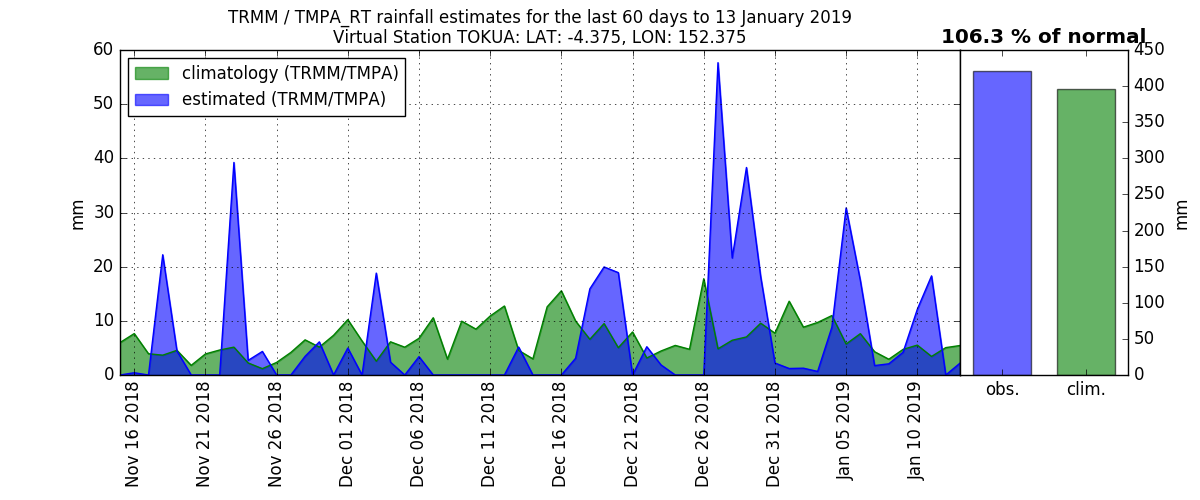 TRMM / TMPA_RT rainfall estimates for the last 60 days to 13 January 2019
Virtual Station TOKUA: LAT: -4.375, LON: 152.375
106.3 % of normal
climatology (TRMM/TMPA)
estimated (TRMM/TMPA)
mm
60
50
40
30
20
10
0
Nov 16 2018
Nov 21 2018
Nov 26 2018
Dec 01 2018
Dec 06 2018
Dec 11 2018
Dec 16 2018
Dec 21 2018
Dec 26 2018
Dec 31 2018
Jan 05 2019
Jan 10 2019
450
400
350
300
250
200
150
100
50
0
mm
obs.
clim.